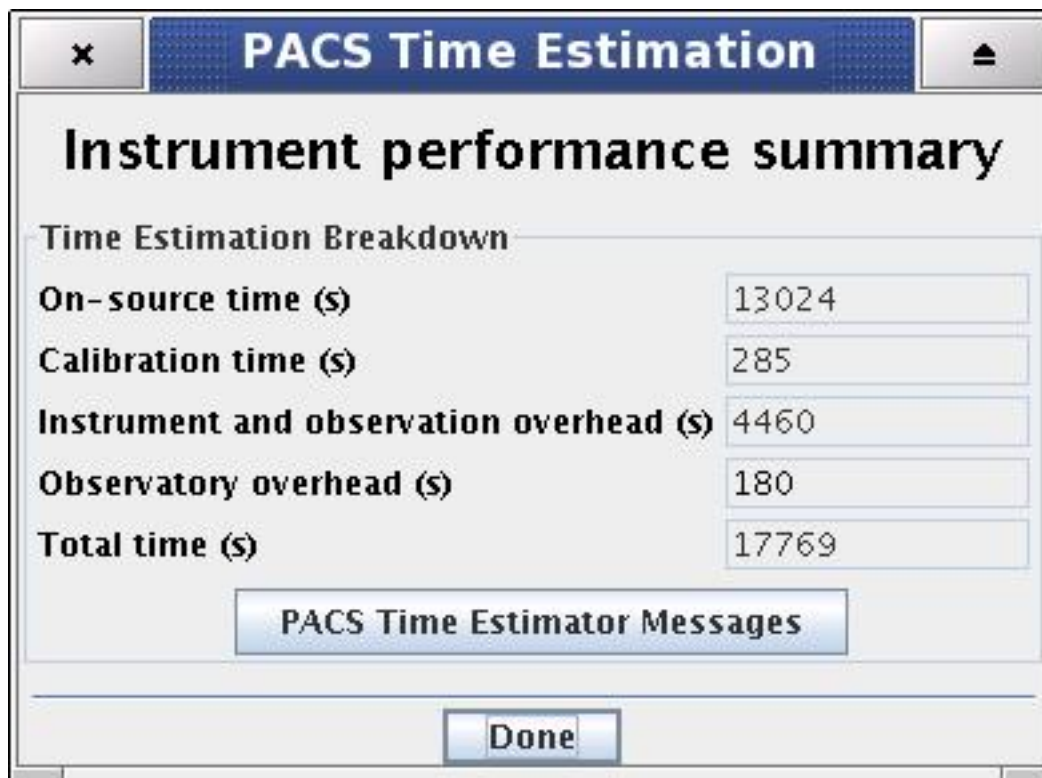 PACS Time Estimation
Instrument performance summary
Time Estimation Breakdown
On-source time (s) 13024
Calibration time (s) 285
Instrument and observation overhead (s) 4460
Observatory overhead (s) 180
Total time (s) 17769
PACS Time Estimator Messages
Done